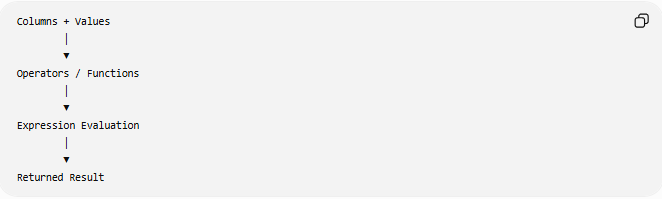 Columns + Values
│
▼
Operators / Functions
│
▼
Expression Evaluation
│
▼
Returned Result